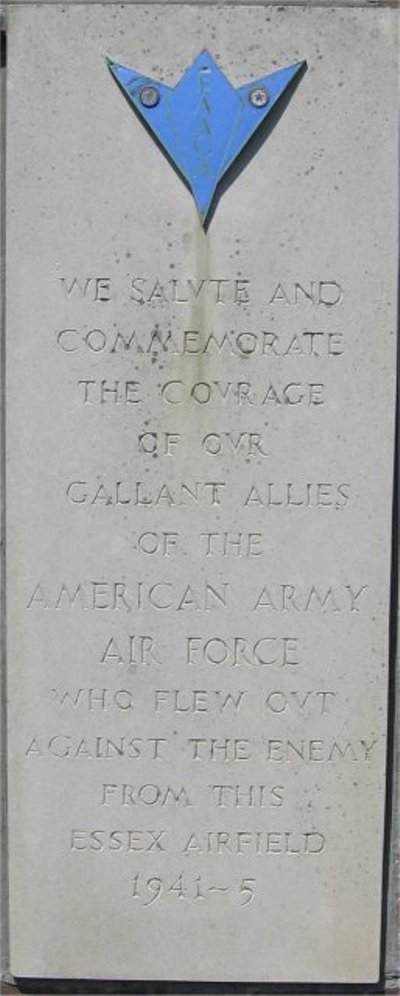 WE SALVTE AND
COMMEMORATE
THE COVRAGE
OF OVR
GALLANT ALLIES
OF THE
AMERICAN ARMY
AIR FORCE
WHO FLEW OVT
AGAINST THE ENEMY
FROM THIS
ESSEX AIRFIELD
1941~5